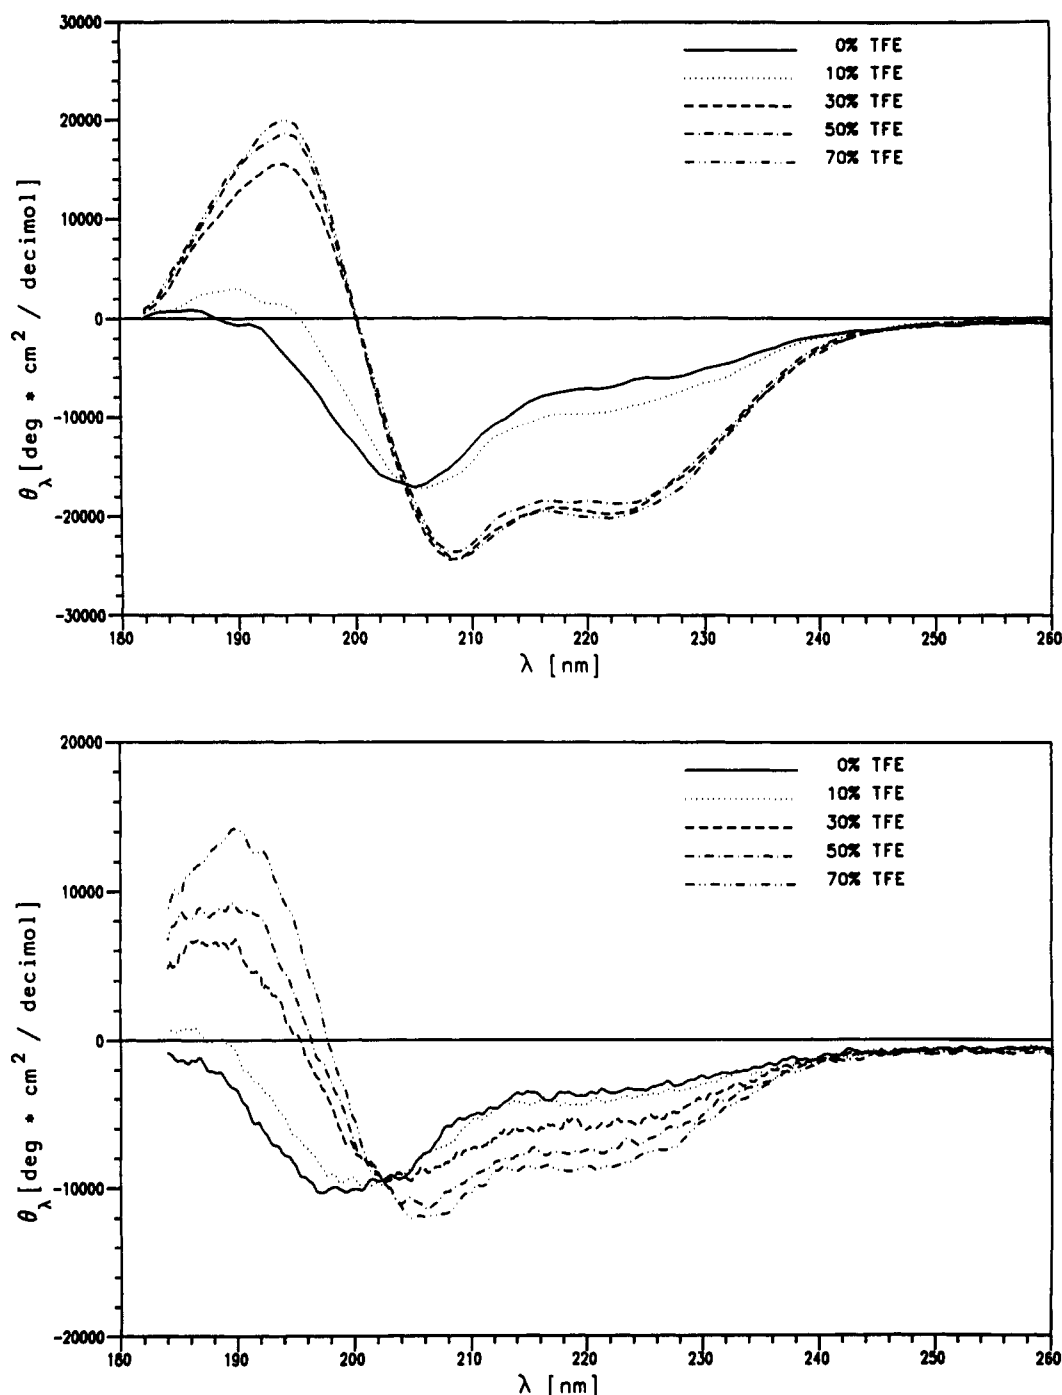 30000
20000
10000
0
-10000
-20000
-30000
θλ [deg * cm² / decimol]
0% TFE
10% TFE
30% TFE
50% TFE
70% TFE
180 190 200 210 220 230 240 250 260
λ [nm]
20000
10000
0
-10000
-20000
θλ [deg * cm² / decimol]
0% TFE
10% TFE
30% TFE
50% TFE
70% TFE
180 190 200 210 220 230 240 250 260
λ [nm]